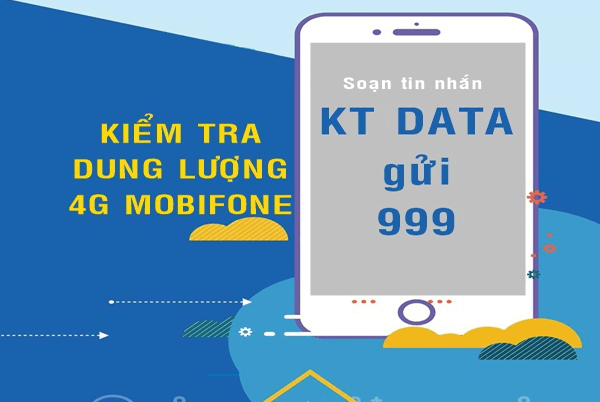 KIỂM TRA
DUNG LƯỢNG
4G MOBIFONE
Soạn tin nhắn
KT DATA
gửi
999